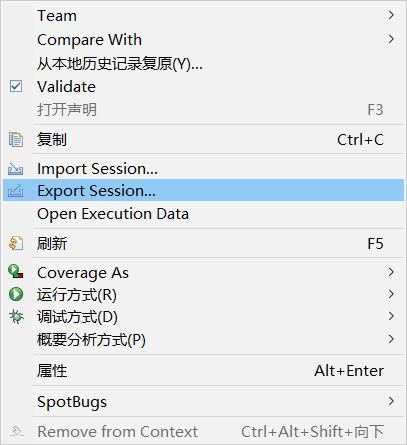 Team
Compare With
从本地历史记录复原(Y)...
Validate
打开声明 F3
复制 Ctrl+C
Import Session...
Export Session...
Open Execution Data
刷新 F5
Coverage As
运行方式(R)
调试方式(D)
概要分析方式(P)
属性 Alt+Enter
SpotBugs
Remove from Context Ctrl+Alt+Shift+向下